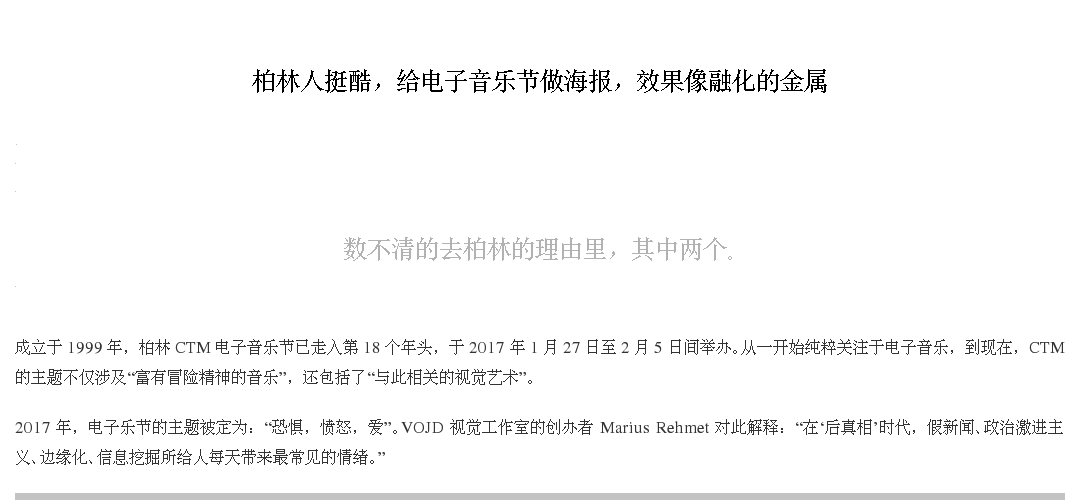 柏林人挺酷，给电子音乐节做海报，效果像融化的金属
数不清的去柏林的理由里，其中两个。
成立于 1999 年，柏林 CTM 电子音乐节已走入第 18 个年头，于 2017 年 1 月 27 日至 2 月 5 日间举办。从一开始纯粹关注于电子音乐，到现在，CTM
的主题不仅涉及“富有冒险精神的音乐”，还包括了“与此相关的视觉艺术”。
2017 年，电子乐节的主题被定为：“恐惧，愤怒，爱”。VOJD 视觉工作室的创办者 Marius Rehmet 对此解释：“在‘后真相’时代，假新闻、政治激进主
义、边缘化、信息挖掘所给人每天带来最常见的情绪。”